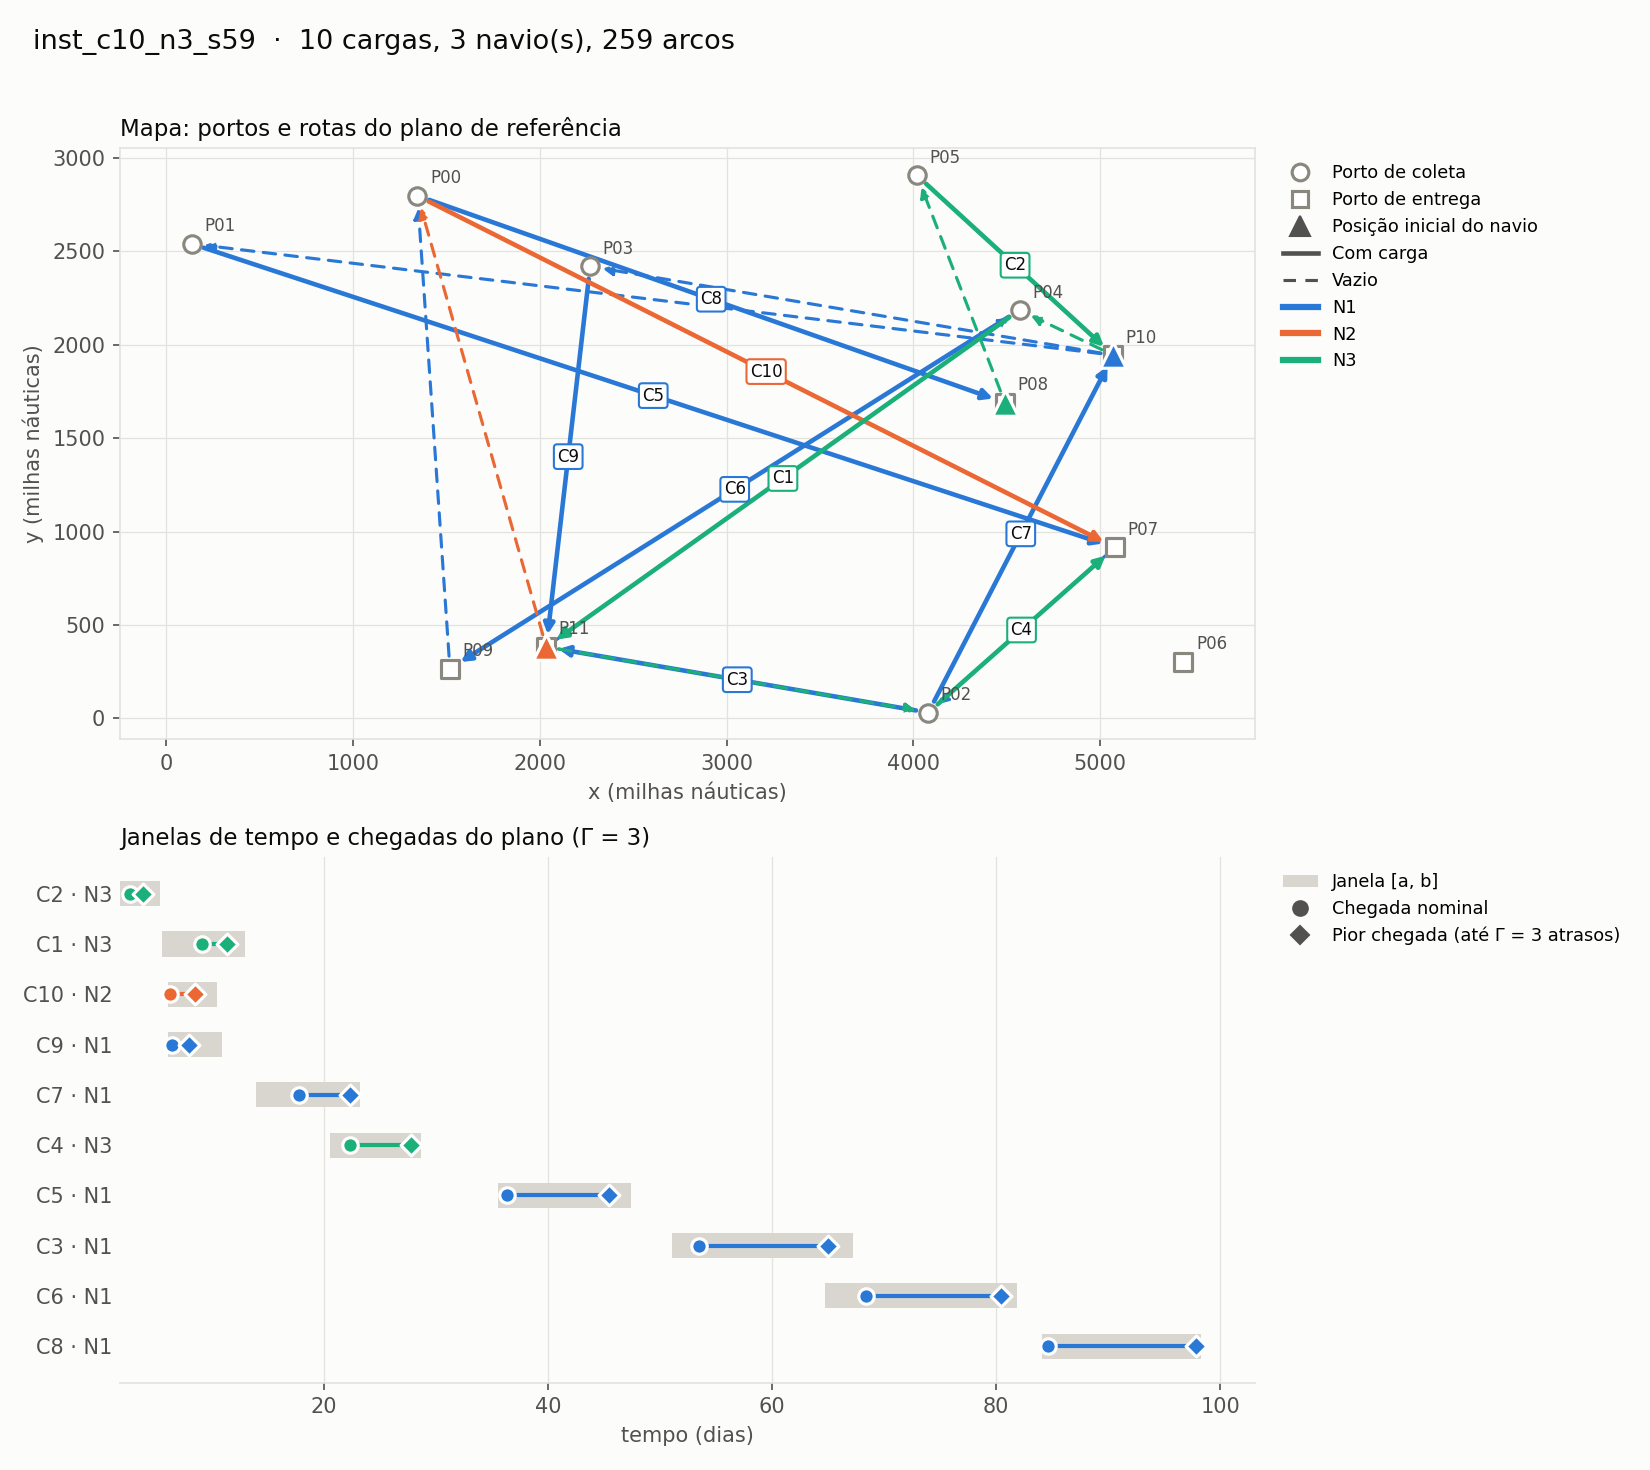 inst_c10_n3_s59 · 10 cargas, 3 navio(s), 259 arcos
Mapa: portos e rotas do plano de referência
y (milhas náuticas)
3000
2500
2000
1500
1000
500
0
0 1000 2000 3000 4000 5000
x (milhas náuticas)
P05
P00
P01
P03
C2
P04
C8
P10
C10
P08
C5
C9
C1
C6
C7
P07
P11
C4
P09
P06
C3
P02
Porto de coleta
Porto de entrega
Posição inicial do navio
Com carga
Vazio
N1
N2
N3
Janelas de tempo e chegadas do plano (Γ = 3)
C2 · N3
C1 · N3
C10 · N2
C9 · N1
C7 · N1
C4 · N3
C5 · N1
C3 · N1
C6 · N1
C8 · N1
20 40 60 80 100
tempo (dias)
Janela [a, b]
Chegada nominal
Pior chegada (até Γ = 3 atrasos)